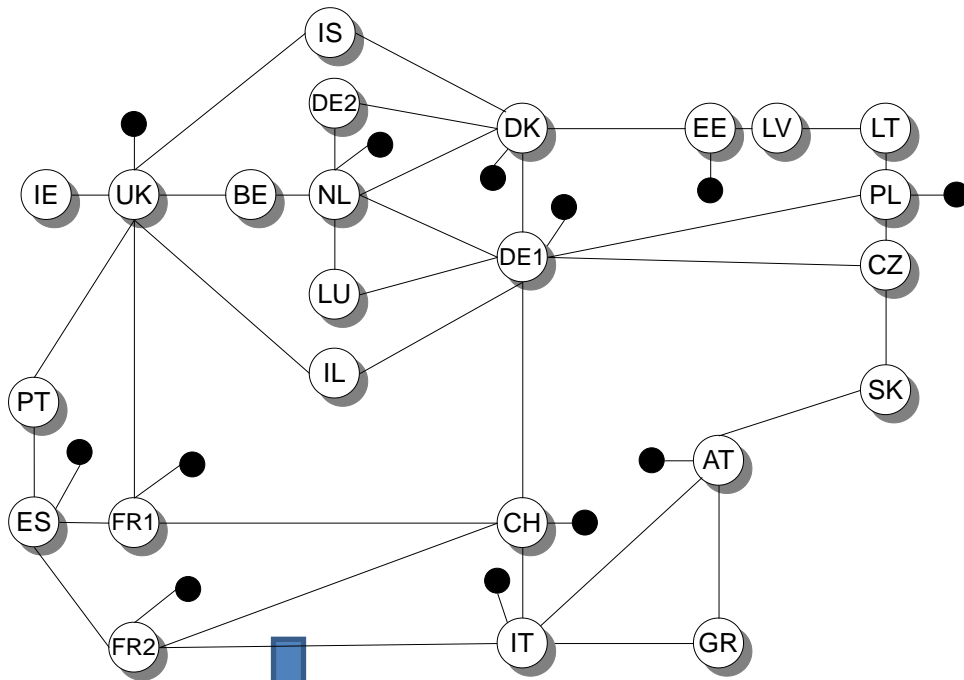 IS
DE2
DK
EE
LV
LT
IE
UK
BE
NL
PL
DE1
CZ
LU
IL
PT
SK
AT
ES
FR1
CH
FR2
IT
GR